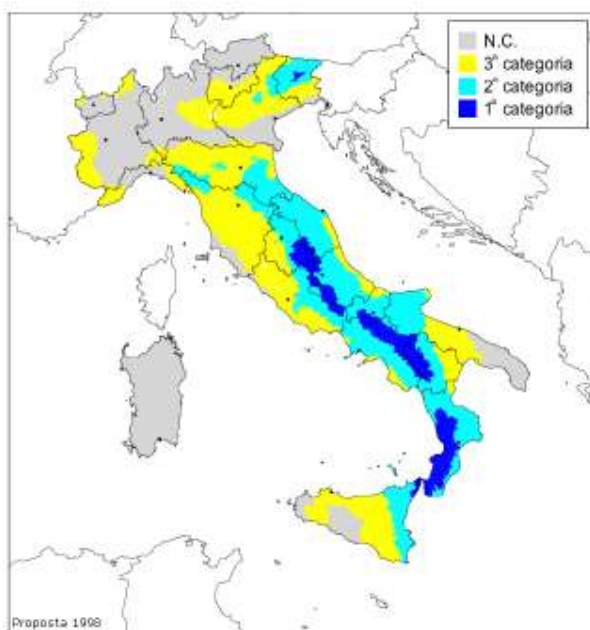 N.C.
3ª categoria
2ª categoria
1ª categoria
Proposta 1998